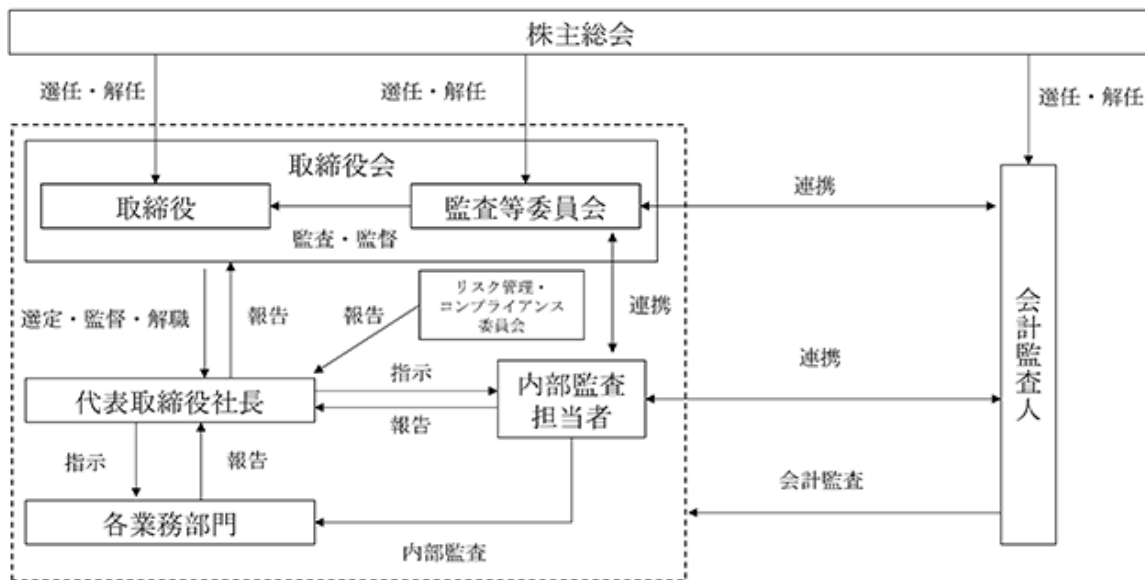 株主総会
選任・解任
選任・解任
選任・解任
取締役会
取締役
監査等委員会
連携
監査・監督
リスク管理・
コンプライアンス
委員会
選定・監督・解職
報告
報告
連携
会計監査人
代表取締役社長
指示
報告
内部監査
担当者
連携
指示
報告
会計監査
各業務部門
内部監査